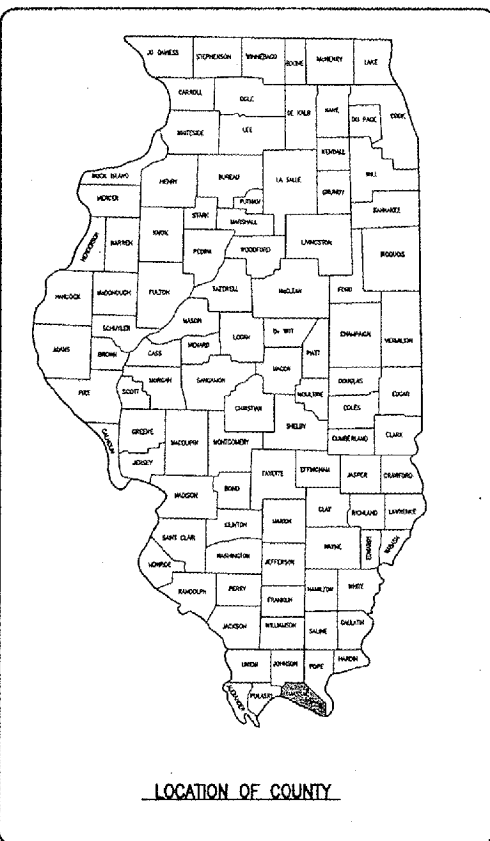 JO DAVIESS STEPHENSON WINNEBAGO BOONE McHENRY LAKE
CARROLL OGLE DE KALB KANE COOK
DU PAGE
WHITESIDE LEE
KENDALL
ROCK ISLAND HENRY BUREAU LA SALLE WILL
MERCER PUTNAM GRUNDY
STARK KANKAKEE
HENDERSON WARREN KNOX MARSHALL
PEORIA WOODFORD LIVINGSTON IROQUOIS
HANCOCK McDONOUGH FULTON TAZEWELL McLEAN FORD
MASON
SCHUYLER LOGAN De WITT CHAMPAIGN VERMILION
ADAMS BROWN CASS MENARD PIATT
MACON
PIKE SCOTT MORGAN SANGAMON DOUGLAS
MOULTRIE EDGAR
CHRISTIAN COLES
CALHOUN GREENE MACOUPIN MONTGOMERY SHELBY CUMBERLAND CLARK
JERSEY
FAYETTE EFFINGHAM JASPER CRAWFORD
MADISON BOND
CLAY RICHLAND LAWRENCE
CLINTON MARION
SAINT CLAIR WAYNE EDWARDS WABASH
WASHINGTON JEFFERSON
MONROE
RANDOLPH PERRY HAMILTON WHITE
FRANKLIN
JACKSON WILLIAMSON SALINE GALLATIN
UNION JOHNSON POPE HARDIN
ALEXANDER PULASKI
LOCATION OF COUNTY